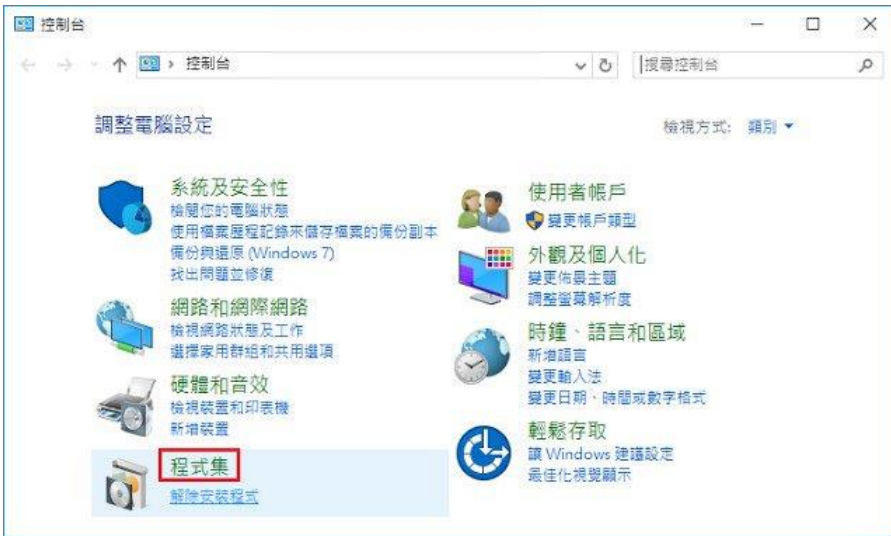 控制台
控制台
搜尋控制台
調整電腦設定
檢視方式: 類別
系統及安全性
檢閱您的電腦狀態
使用檔案歷程記錄來儲存檔案的備份副本
備份與還原 (Windows 7)
找出問題並修復
網路和網際網路
檢視網路狀態及工作
選擇家用群組和共用選項
硬體和音效
檢視裝置和印表機
新增裝置
程式集
解除安裝程式
使用者帳戶
變更帳戶類型
外觀及個人化
變更佈景主題
調整螢幕解析度
時鐘、語言和區域
新增語言
變更輸入法
變更日期、時間或數字格式
輕鬆存取
讓 Windows 建議設定
最佳化視覺顯示